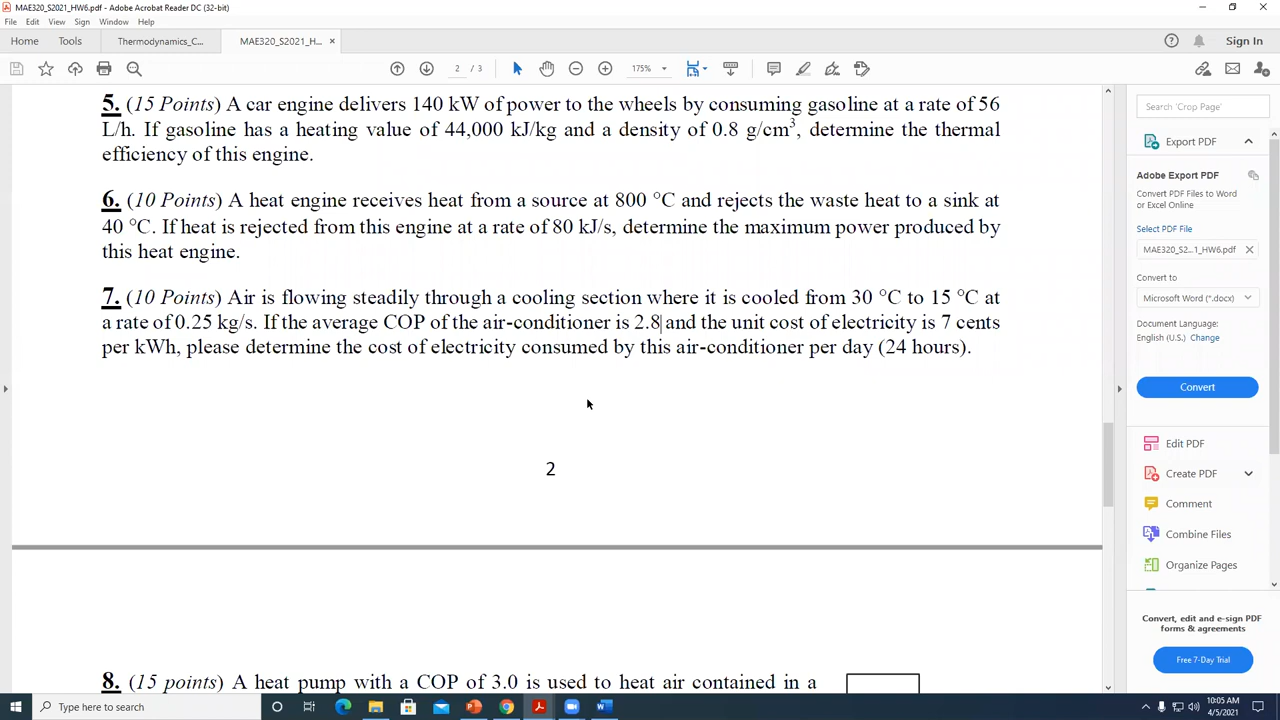 MAE320_S2021_HW6.pdf - Adobe Acrobat Reader DC (32-bit)
File Edit View Sign Window Help
Home Tools Thermodynamics_C... MAE320_S2021_H... × Sign In
2 / 3 175%
5. (15 Points) A car engine delivers 140 kW of power to the wheels by consuming gasoline at a rate of 56
L/h. If gasoline has a heating value of 44,000 kJ/kg and a density of 0.8 g/cm³, determine the thermal
efficiency of this engine.
6. (10 Points) A heat engine receives heat from a source at 800 °C and rejects the waste heat to a sink at
40 °C. If heat is rejected from this engine at a rate of 80 kJ/s, determine the maximum power produced by
this heat engine.
7. (10 Points) Air is flowing steadily through a cooling section where it is cooled from 30 °C to 15 °C at
a rate of 0.25 kg/s. If the average COP of the air-conditioner is 2.8 and the unit cost of electricity is 7 cents
per kWh, please determine the cost of electricity consumed by this air-conditioner per day (24 hours).
2
8. (15 points) A heat pump with a COP of 3.0 is used to heat air contained in a
Search 'Crop Page'
Export PDF
Adobe Export PDF
Convert PDF Files to Word
or Excel Online
Select PDF File
MAE320_S2...1_HW6.pdf ×
Convert to
Microsoft Word (*.docx)
Document Language:
English (U.S.) Change
Convert
Edit PDF
Create PDF
Comment
Combine Files
Organize Pages
Convert, edit and e-sign PDF
forms & agreements
Free 7-Day Trial
Type here to search
10:05 AM
4/5/2021